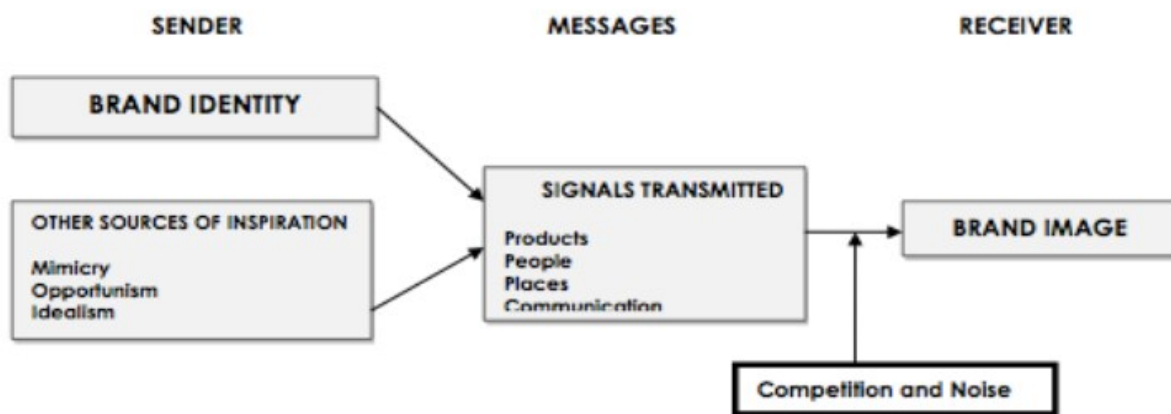 SENDER MESSAGES RECEIVER
BRAND IDENTITY
OTHER SOURCES OF INSPIRATION
Mimicry
Opportunism
Idealism
SIGNALS TRANSMITTED
Products
People
Places
Communication
BRAND IMAGE
Competition and Noise